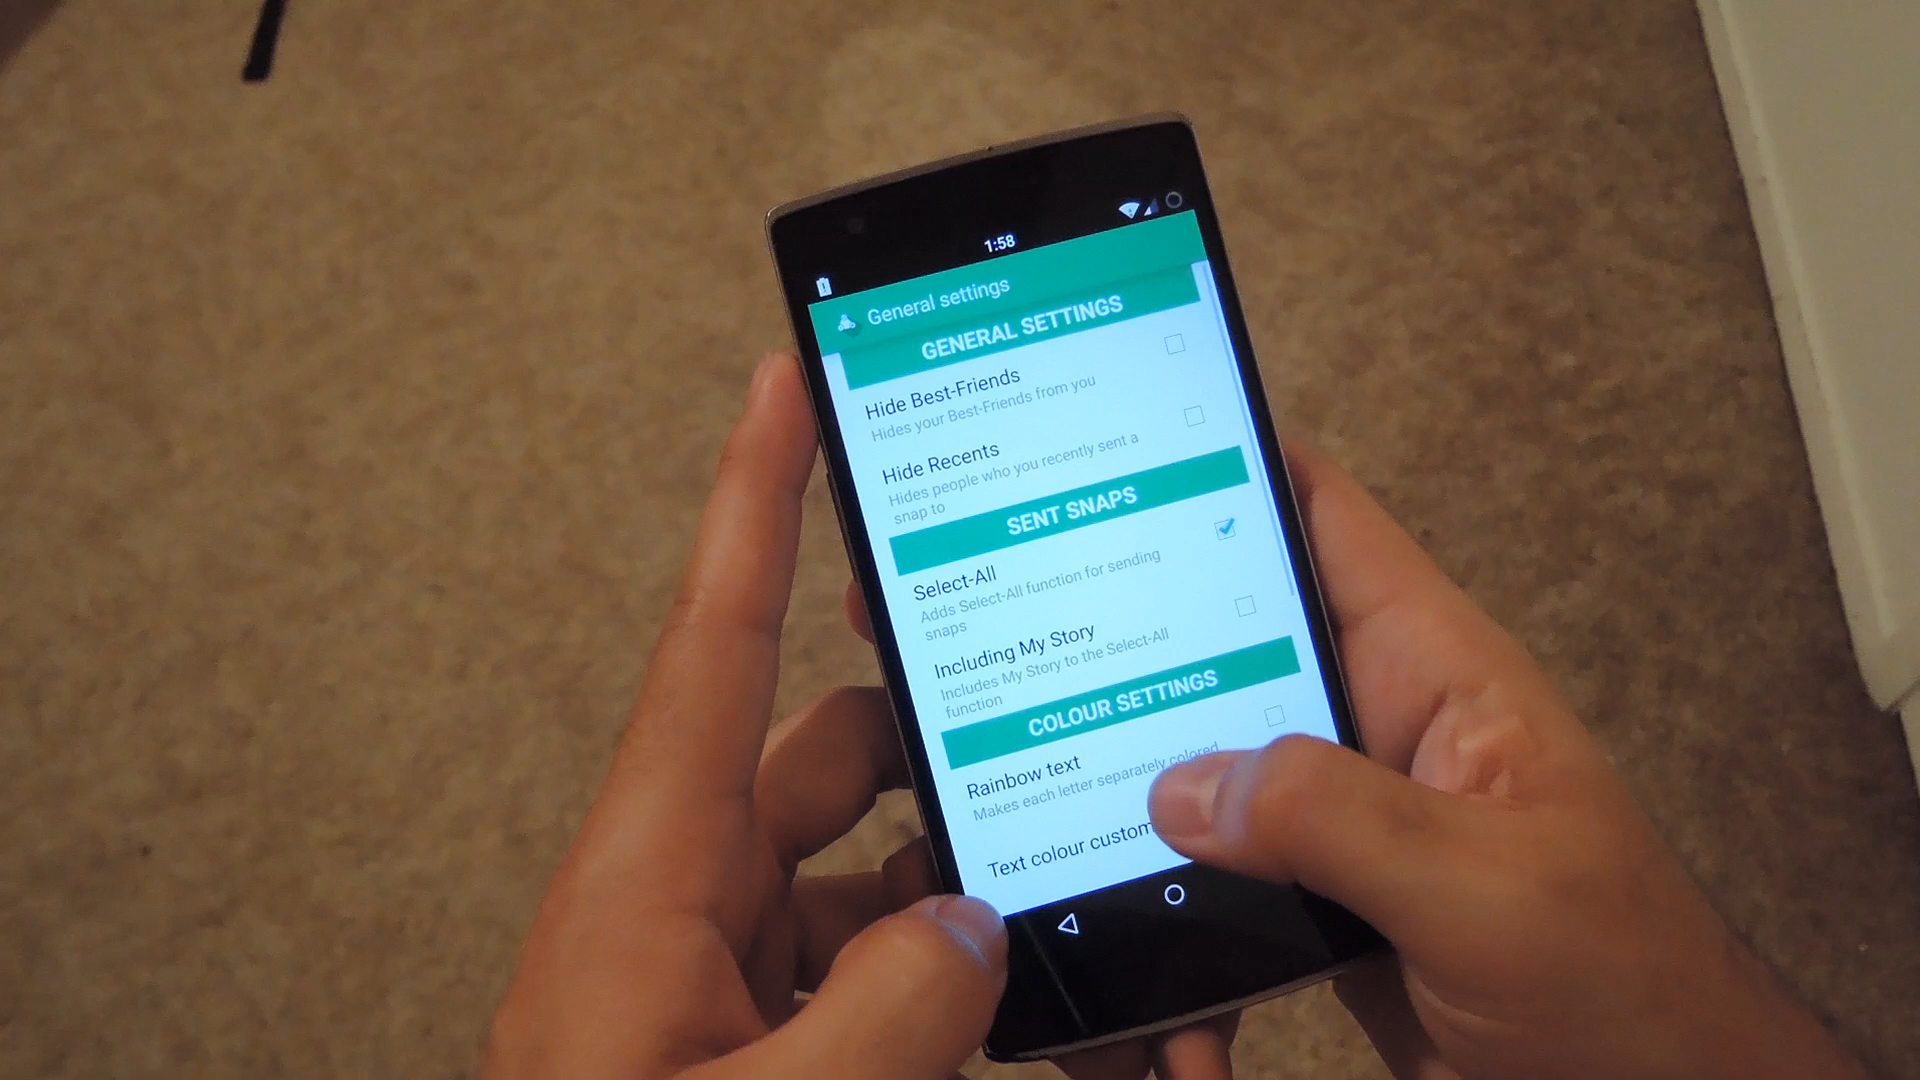 1:58
General settings
GENERAL SETTINGS
Hide Best-Friends
Hides your Best-Friends from you
Hide Recents
Hides people who you recently sent a
snap to
SENT SNAPS
Select-All
Adds Select-All function for sending
snaps
Including My Story
Includes My Story to the Select-All
function
COLOUR SETTINGS
Rainbow text
Makes each letter separately colored
Text colour custom